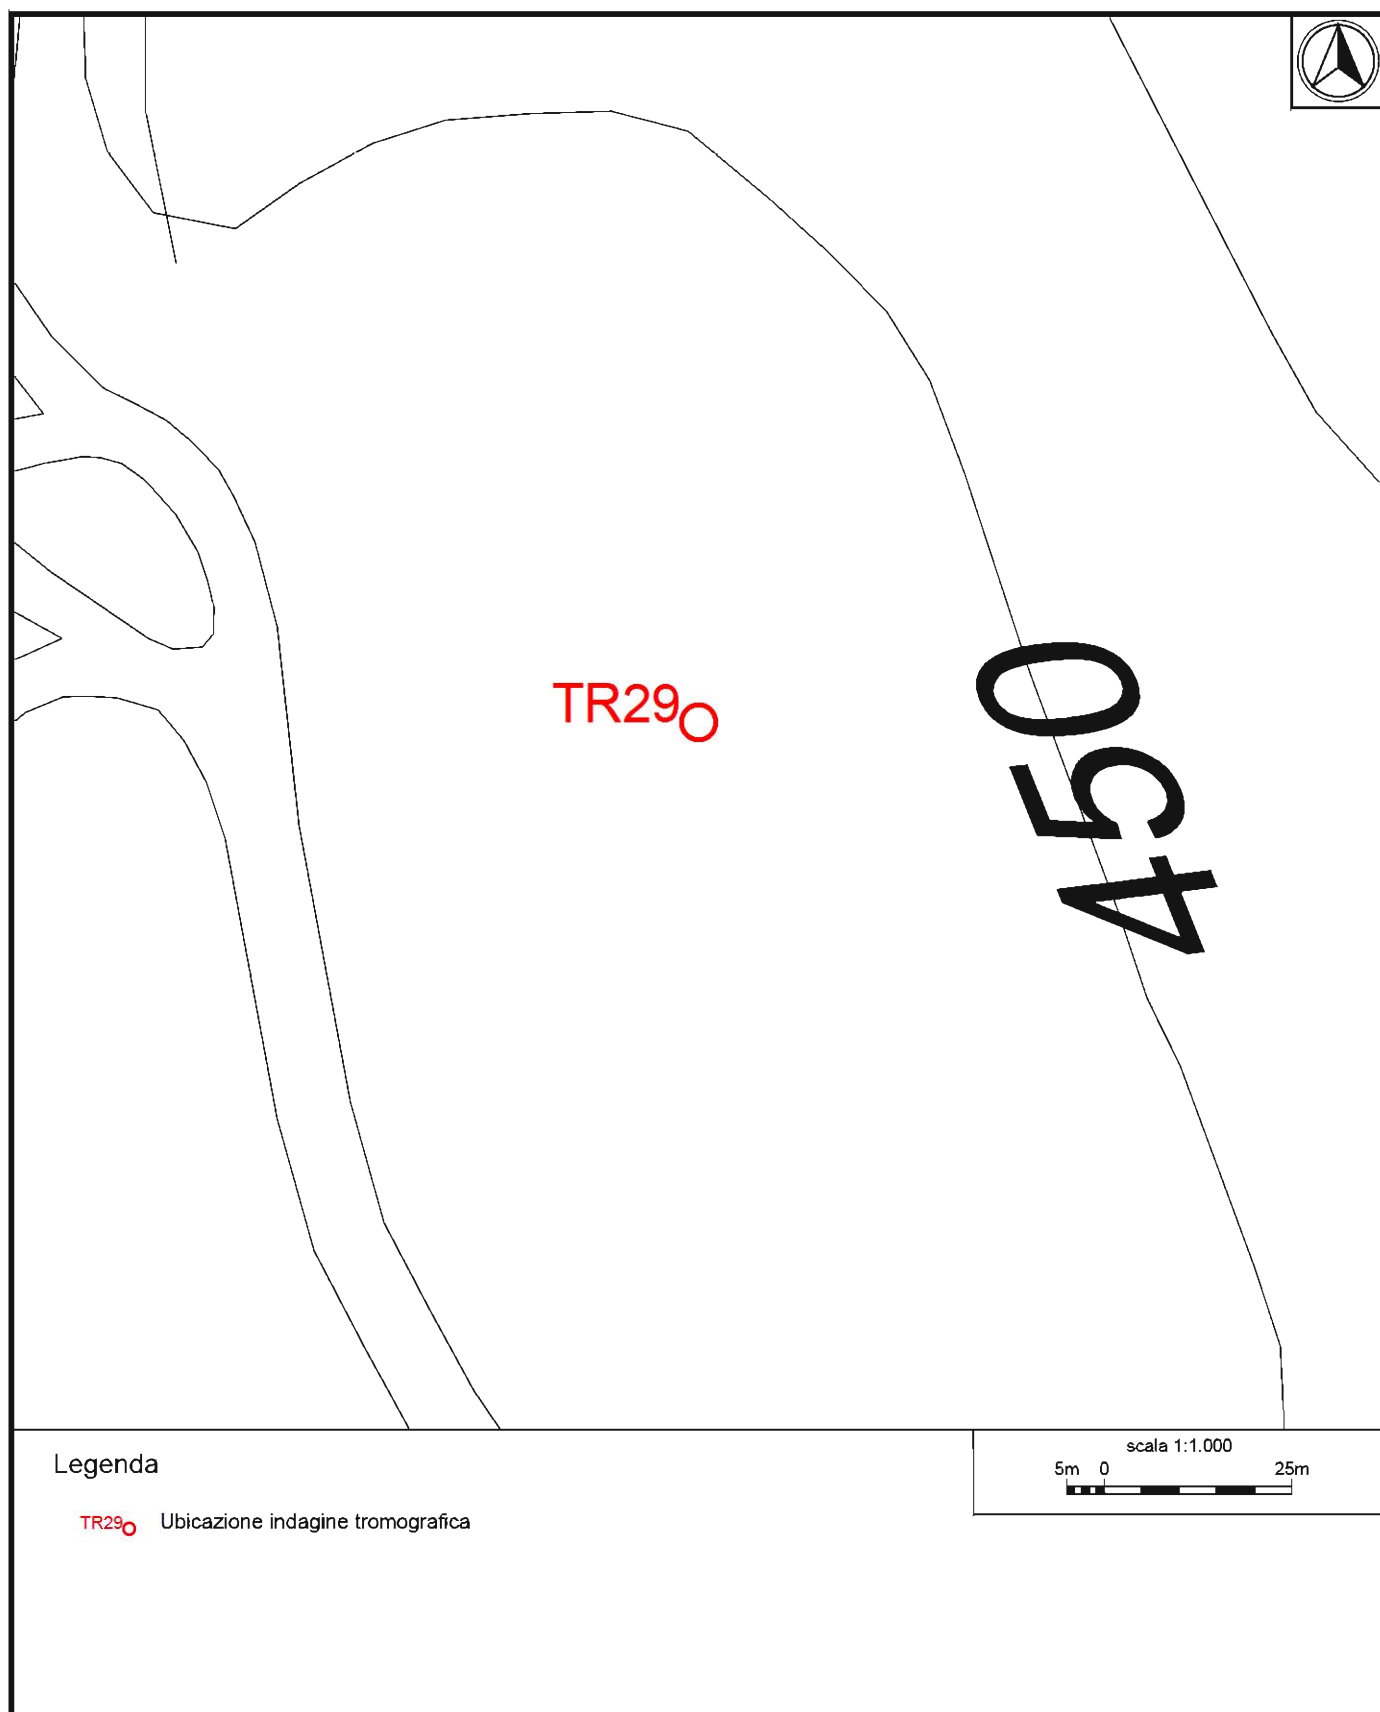 TR29
450
scala 1:1.000
5m 0 25m
Legenda
TR29 Ubicazione indagine tromografica